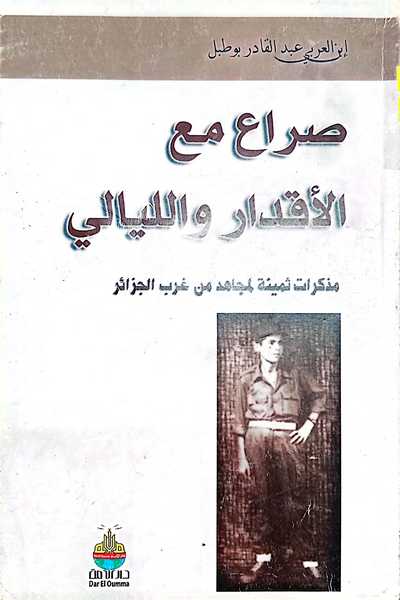 إبن العربي عبد القادر بوطبل
صراع مع
الأقدار والليالي
مذكرات ثمينة لمجاهد من غرب الجزائر
دار الأمة
Dar El Oumma